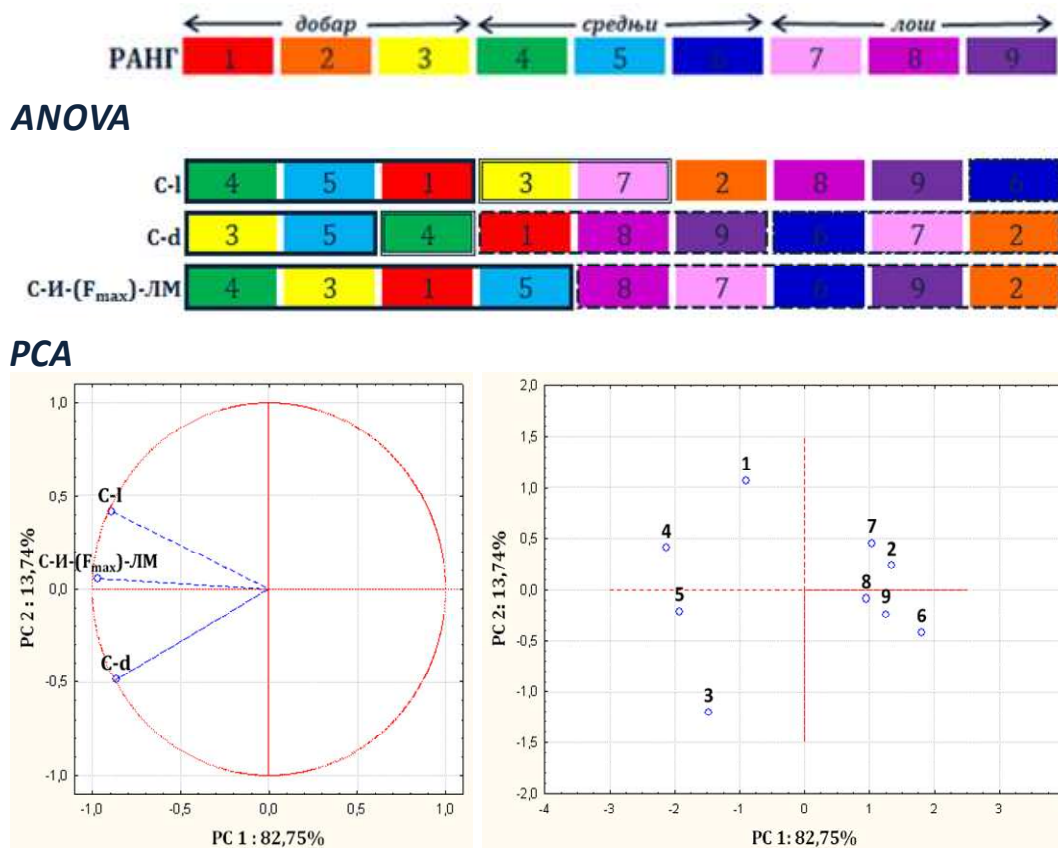 добар средњи лош
РАНГ 1 2 3 4 5 6 7 8 9
ANOVA
C-l 4 5 1 3 7 2 8 9 6
C-d 3 5 4 1 8 9 6 7 2
С-И-(Fmax)-ЛМ 4 3 1 5 8 7 6 9 2
PCA
1,0
0,5
0,0
-0,5
-1,0
-1,0 -0,5 0,0 0,5 1,0
PC 1 : 82,75%
PC 2 : 13,74%
C-l
С-И-(Fmax)-ЛМ
C-d
2,0
1,5
1,0
0,5
0,0
-0,5
-1,0
-1,5
-2,0
-4 -3 -2 -1 0 1 2 3 4
PC 1: 82,75%
PC 2: 13,74%
1
4
7
2
5
8
9
6
3